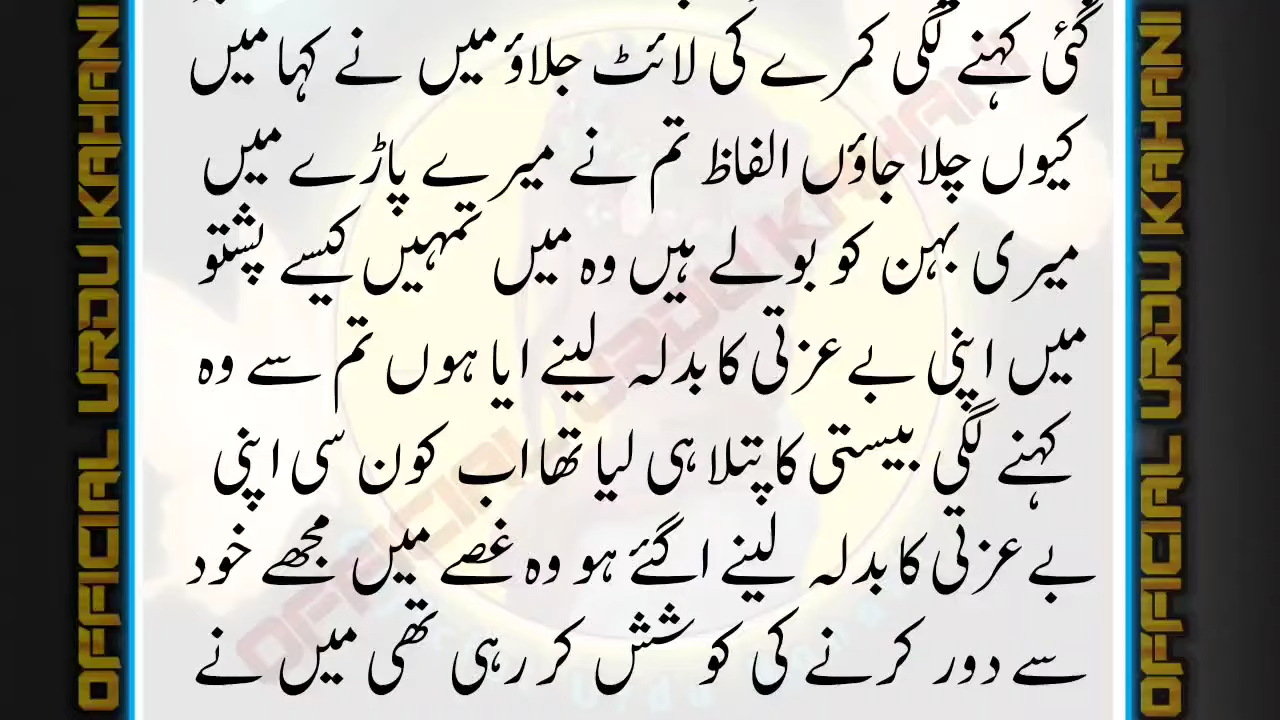 گئی کہنے لگی کمرے کی لائٹ جلاؤ میں نے کہا میں
کیوں چلا جاؤں الفاظ تم نے میرے پاڑے میں
میری بہن کو بولے ہیں وہ میں تمہیں کیسے پشتو
میں اپنی بے عزتی کا بدلہ لینے ایا ہوں تم سے وہ
کہنے لگی بیستی کا پتلا ہی لیا تھا اب کون سی اپنی
بے عزتی کا بدلہ لینے اگئے ہو وہ غصے میں مجھے خود
سے دور کرنے کی کوشش کر رہی تھی میں نے
OFFICIAL URDU KAHANI
OFFICIAL URDU KAHANI
OFFICIAL URDU KAHANI